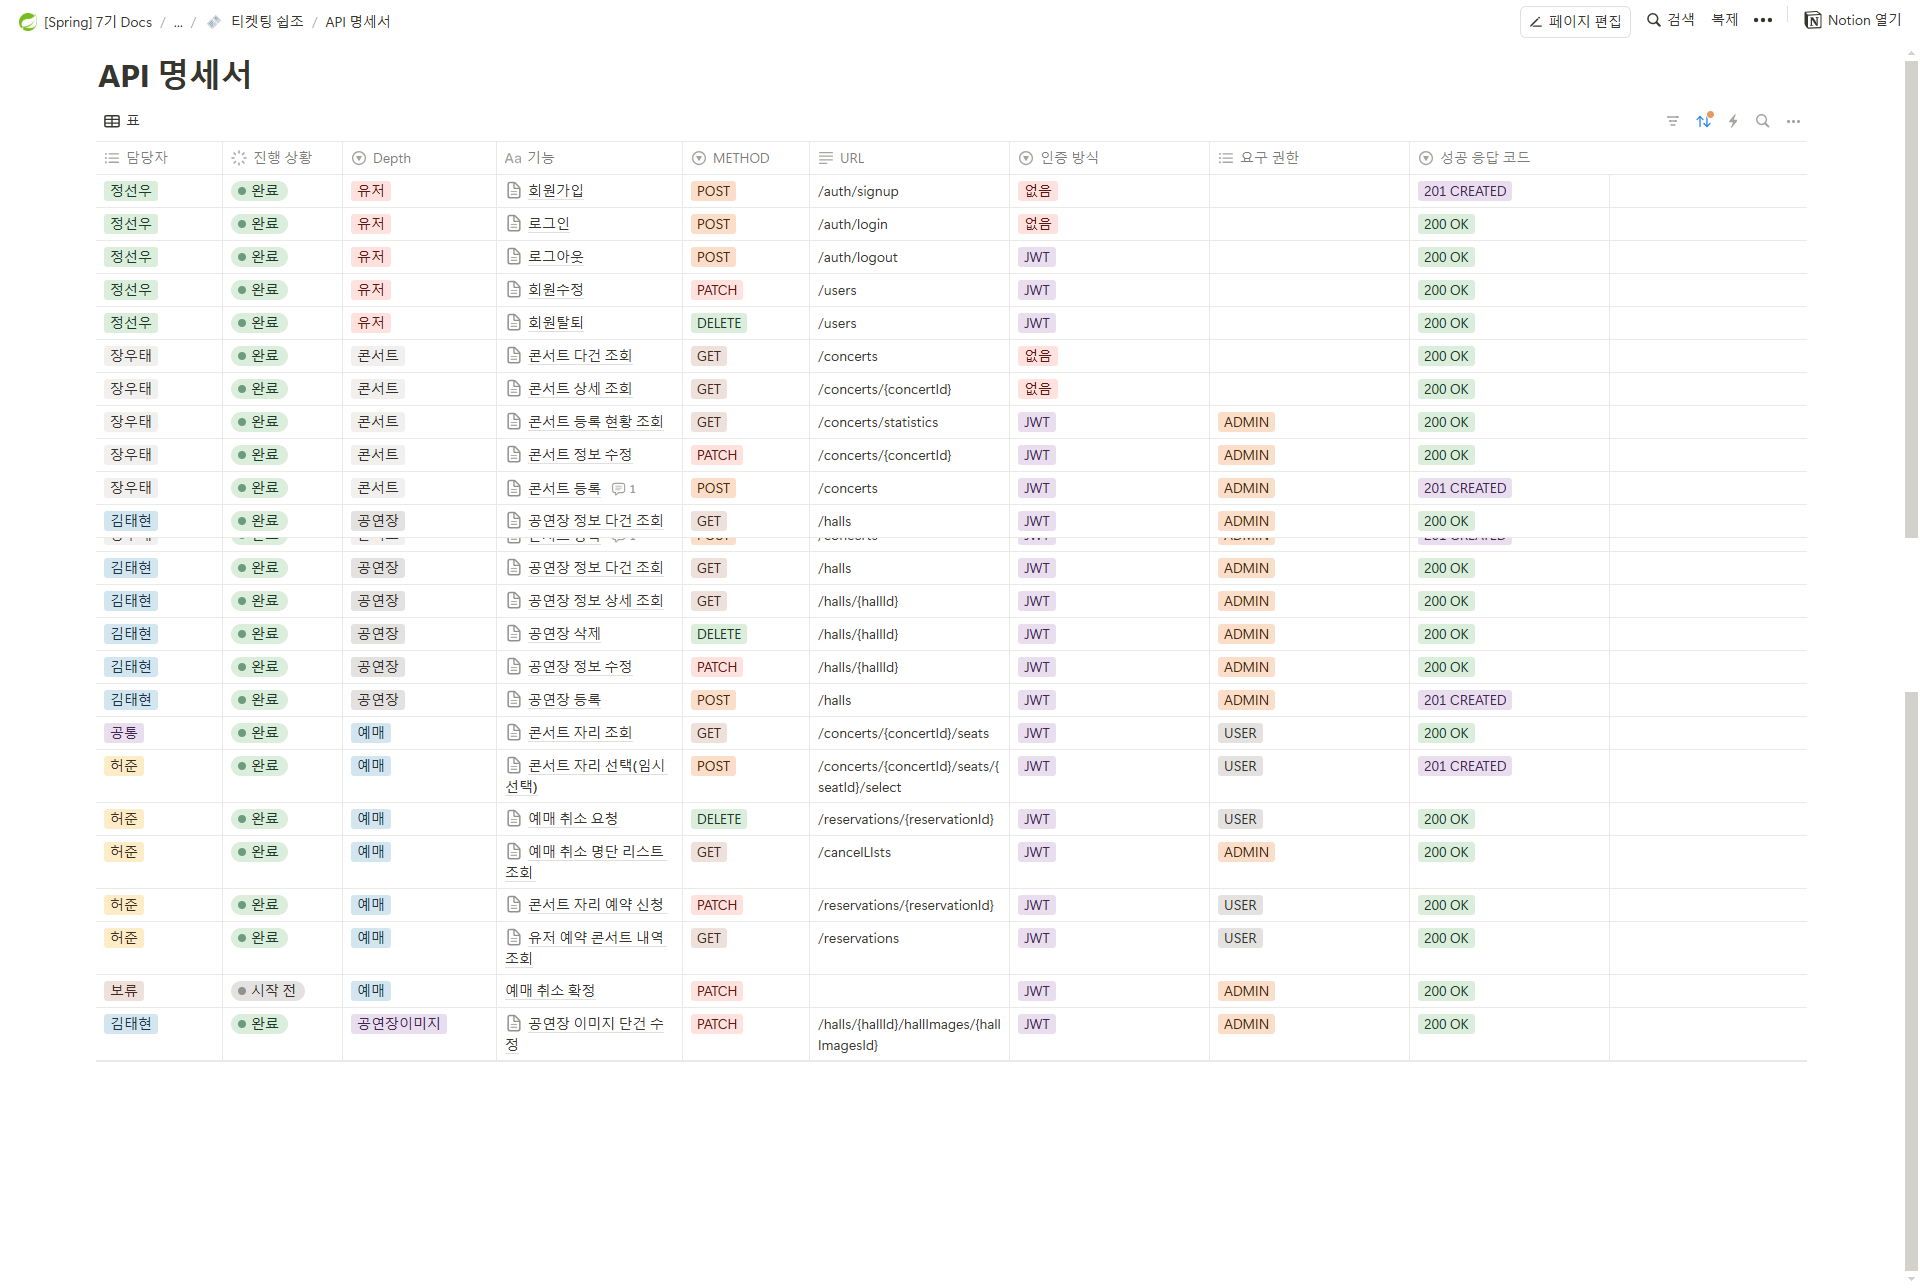 [Spring] 7기 Docs / ... / 티켓팅 쉽조 / API 명세서
페이지 편집 검색 복제 ••• Notion 열기
API 명세서
표
담당자 진행 상황 Depth Aa 기능 METHOD URL 인증 방식 요구 권한 성공 응답 코드
정선우 완료 유저 회원가입 POST /auth/signup 없음 201 CREATED
정선우 완료 유저 로그인 POST /auth/login 없음 200 OK
정선우 완료 유저 로그아웃 POST /auth/logout JWT 200 OK
정선우 완료 유저 회원수정 PATCH /users JWT 200 OK
정선우 완료 유저 회원탈퇴 DELETE /users JWT 200 OK
장우태 완료 콘서트 콘서트 다건 조회 GET /concerts 없음 200 OK
장우태 완료 콘서트 콘서트 상세 조회 GET /concerts/{concertId} 없음 200 OK
장우태 완료 콘서트 콘서트 등록 현황 조회 GET /concerts/statistics JWT ADMIN 200 OK
장우태 완료 콘서트 콘서트 정보 수정 PATCH /concerts/{concertId} JWT ADMIN 200 OK
장우태 완료 콘서트 콘서트 등록 1 POST /concerts JWT ADMIN 201 CREATED
김태현 완료 공연장 공연장 정보 다건 조회 GET /halls JWT ADMIN 200 OK
김태현 완료 공연장 공연장 정보 다건 조회 GET /halls JWT ADMIN 200 OK
김태현 완료 공연장 공연장 정보 상세 조회 GET /halls/{hallId} JWT ADMIN 200 OK
김태현 완료 공연장 공연장 삭제 DELETE /halls/{hallId} JWT ADMIN 200 OK
김태현 완료 공연장 공연장 정보 수정 PATCH /halls/{hallId} JWT ADMIN 200 OK
김태현 완료 공연장 공연장 등록 POST /halls JWT ADMIN 201 CREATED
공통 완료 예매 콘서트 자리 조회 GET /concerts/{concertId}/seats JWT USER 200 OK
허준 완료 예매 콘서트 자리 선택(임시 POST /concerts/{concertId}/seats/{ JWT USER 201 CREATED
선택) seatId}/select
허준 완료 예매 예매 취소 요청 DELETE /reservations/{reservationId} JWT USER 200 OK
허준 완료 예매 예매 취소 명단 리스트 GET /cancelLIsts JWT ADMIN 200 OK
조회
허준 완료 예매 콘서트 자리 예약 신청 PATCH /reservations/{reservationId} JWT USER 200 OK
허준 완료 예매 유저 예약 콘서트 내역 GET /reservations JWT USER 200 OK
조회
보류 시작 전 예매 예매 취소 확정 PATCH JWT ADMIN 200 OK
김태현 완료 공연장이미지 공연장 이미지 단건 수 PATCH /halls/{hallId}/hallImages/{hall JWT ADMIN 200 OK
정 ImagesId}